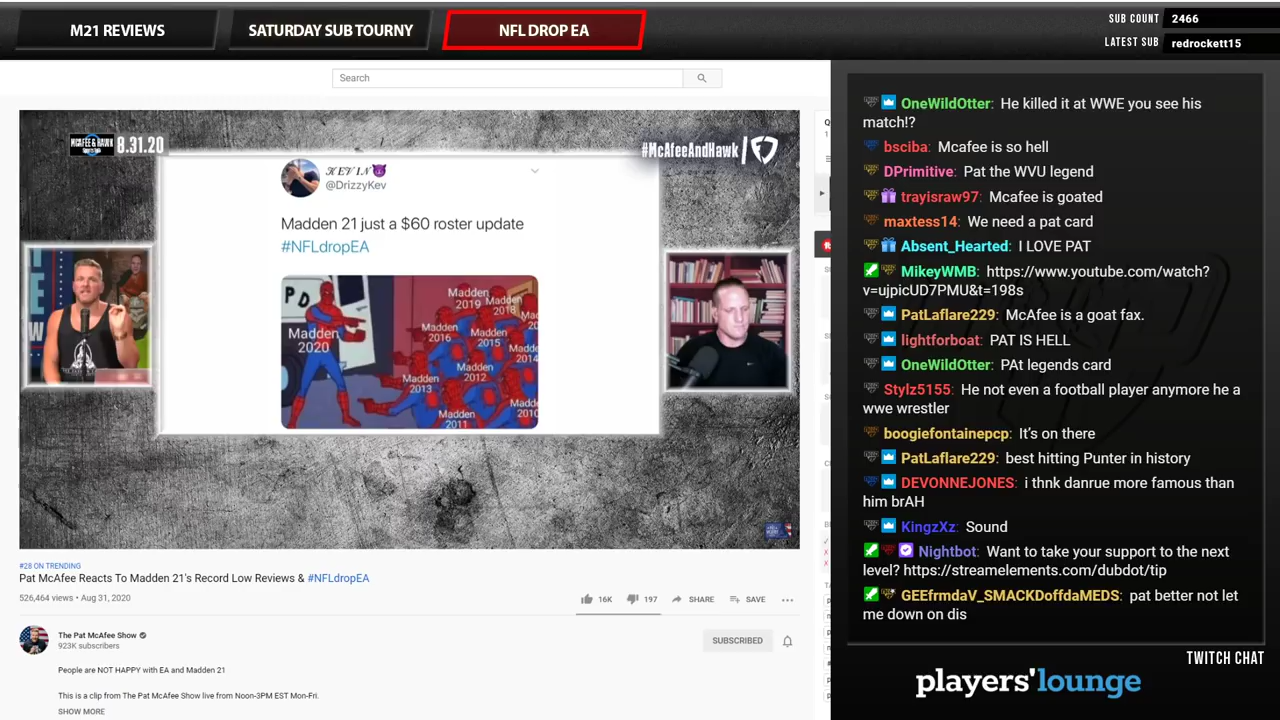 M21 REVIEWS
SATURDAY SUB TOURNY
NFL DROP EA
SUB COUNT 2466
LATEST SUB redrockett15
Search
MCAFEE & HAWK
8.31.20
#McAfeeAndHawk
KEVIN
@DrizzyKev
Madden 21 just a $60 roster update
#NFLdropEA
PD
Madden 2020
Madden 2019
Madden 2018
Madden 2016
Madden 2015
Madden 2014
Madden 2013
Madden 2012
Madden 2011
Madden 2010
#28 ON TRENDING
Pat McAfee Reacts To Madden 21's Record Low Reviews & #NFLdropEA
526,464 views • Aug 31, 2020
16K
197
SHARE
SAVE
The Pat McAfee Show
923K subscribers
SUBSCRIBED
People are NOT HAPPY with EA and Madden 21
This is a clip from The Pat McAfee Show live from Noon-3PM EST Mon-Fri.
SHOW MORE
OneWildOtter: He killed it at WWE you see his
match!?
bsciba: Mcafee is so hell
DPrimitive: Pat the WVU legend
trayisraw97: Mcafee is goated
maxtess14: We need a pat card
Absent_Hearted: I LOVE PAT
MikeyWMB: https://www.youtube.com/watch?
v=ujpicUD7PMU&t=198s
PatLaflare229: McAfee is a goat fax.
lightforboat: PAT IS HELL
OneWildOtter: PAt legends card
Stylz5155: He not even a football player anymore he a
wwe wrestler
boogiefontainepcp: It's on there
PatLaflare229: best hitting Punter in history
DEVONNEJONES: i thnk danrue more famous than
him brAH
KingzXz: Sound
Nightbot: Want to take your support to the next
level? https://streamelements.com/dubdot/tip
GEEfrmdaV_SMACKDoffdaMEDS: pat better not let
me down on dis
TWITCH CHAT
players'lounge